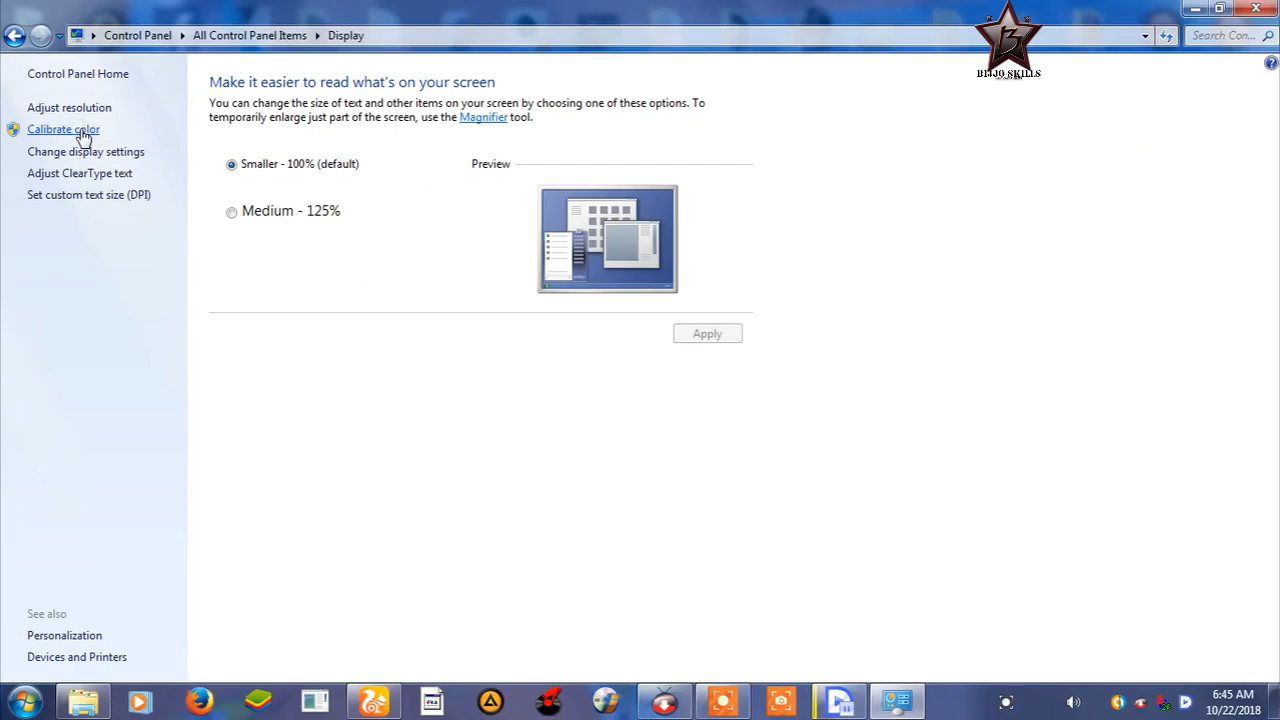 Control Panel
All Control Panel Items
Display
Search Con...
BIJJO SKILLS
Control Panel Home
Adjust resolution
Calibrate color
Change display settings
Adjust ClearType text
Set custom text size (DPI)
Make it easier to read what's on your screen
You can change the size of text and other items on your screen by choosing one of these options. To
temporarily enlarge just part of the screen, use the Magnifier tool.
Smaller - 100% (default)
Preview
Medium - 125%
Apply
See also
Personalization
Devices and Printers
6:45 AM
10/22/2018